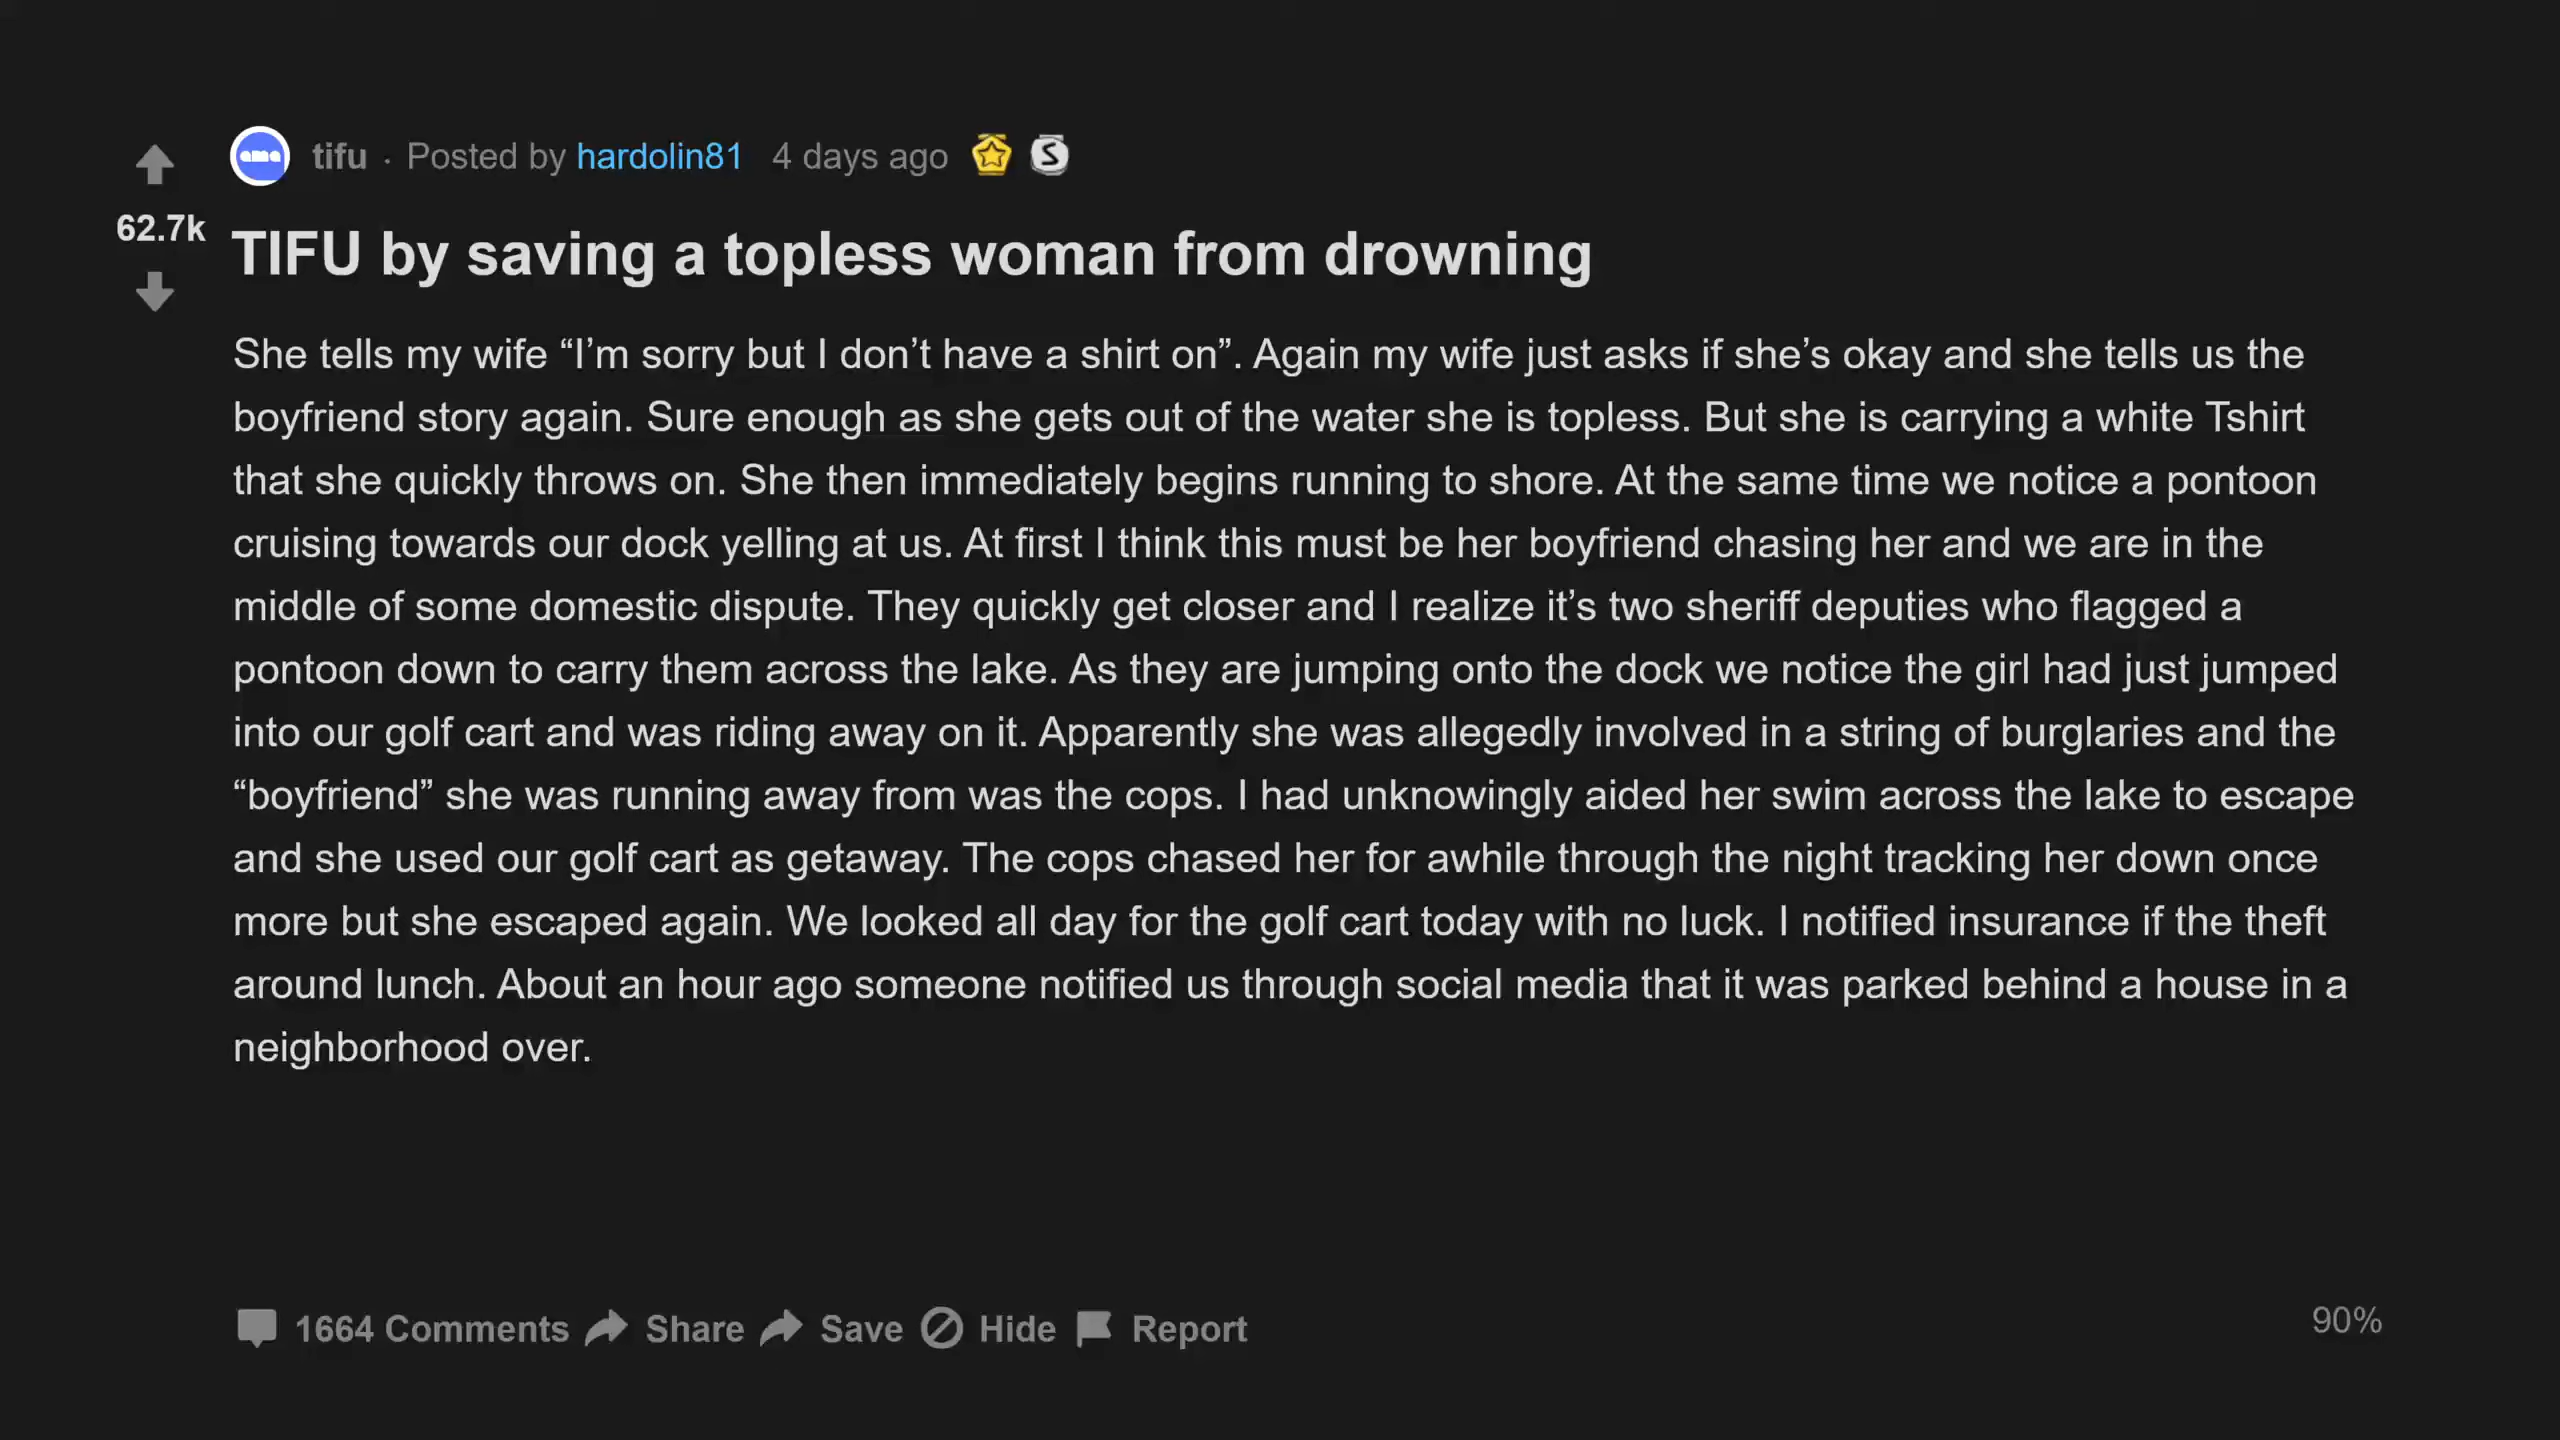 tifu · Posted by hardolin81 4 days ago
62.7k
TIFU by saving a topless woman from drowning
She tells my wife “I’m sorry but I don’t have a shirt on”. Again my wife just asks if she’s okay and she tells us the
boyfriend story again. Sure enough as she gets out of the water she is topless. But she is carrying a white Tshirt
that she quickly throws on. She then immediately begins running to shore. At the same time we notice a pontoon
cruising towards our dock yelling at us. At first I think this must be her boyfriend chasing her and we are in the
middle of some domestic dispute. They quickly get closer and I realize it’s two sheriff deputies who flagged a
pontoon down to carry them across the lake. As they are jumping onto the dock we notice the girl had just jumped
into our golf cart and was riding away on it. Apparently she was allegedly involved in a string of burglaries and the
“boyfriend” she was running away from was the cops. I had unknowingly aided her swim across the lake to escape
and she used our golf cart as getaway. The cops chased her for awhile through the night tracking her down once
more but she escaped again. We looked all day for the golf cart today with no luck. I notified insurance if the theft
around lunch. About an hour ago someone notified us through social media that it was parked behind a house in a
neighborhood over.
1664 Comments Share Save Hide Report
90%